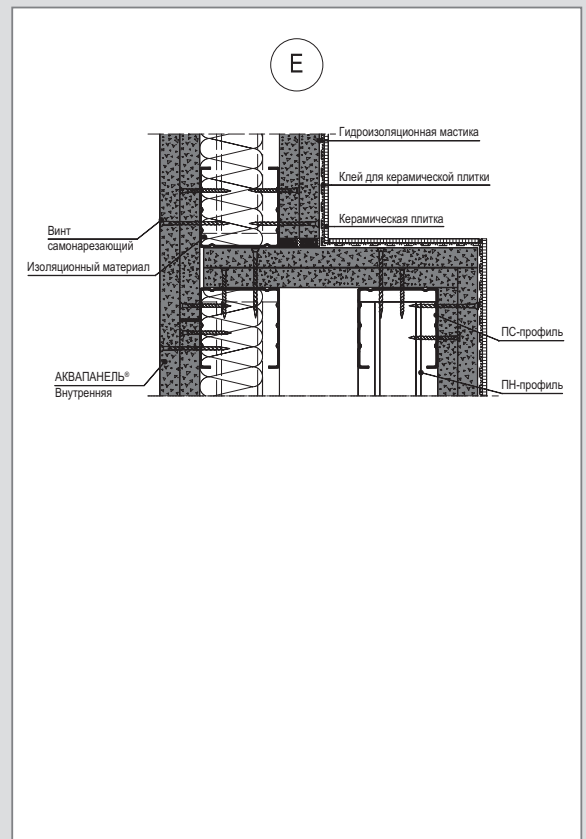 E
Гидроизоляционная мастика
Клей для керамической плитки
Керамическая плитка
Винт
самонарезающий
Изоляционный материал
ПС-профиль
АКВАПАНЕЛЬ®
Внутренняя
ПН-профиль